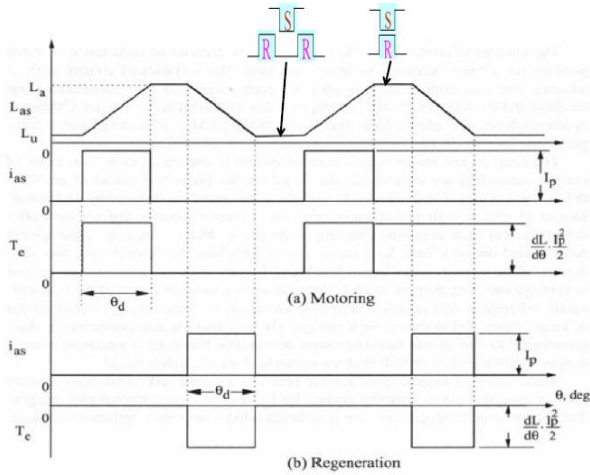 S
S
R
R
R
La
Las
Lu
0
ias
Ip
0
Te
dL/dθ · Ip²/2
0
θd
(a) Motoring
ias
Ip
0
θd
θ, deg
0
Te
dL/dθ · Ip²/2
(b) Regeneration